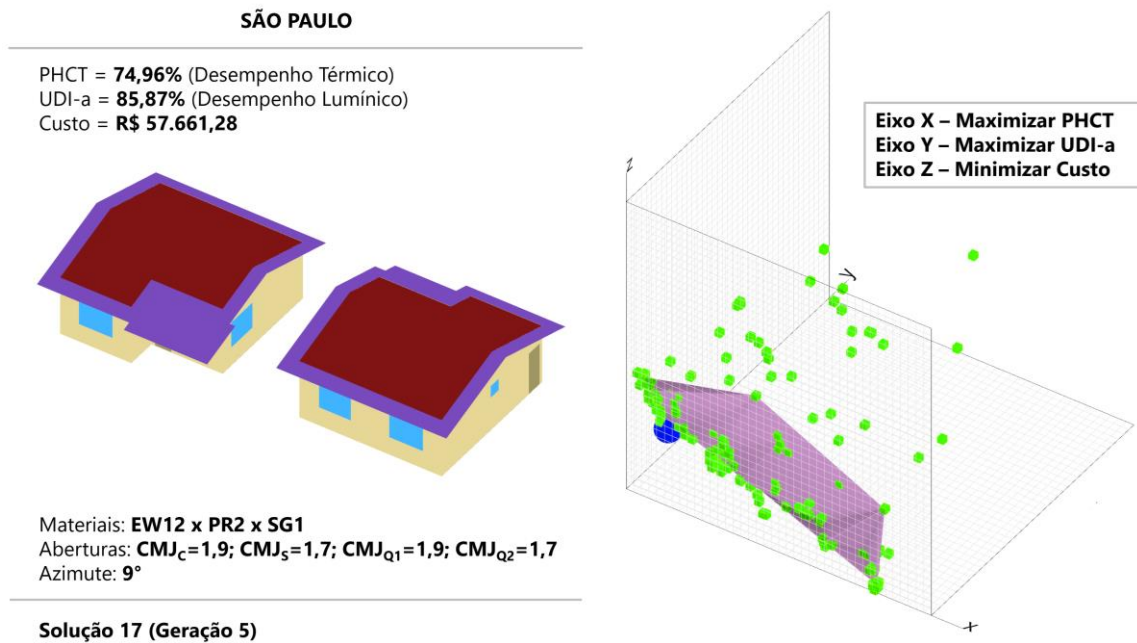 SÃO PAULO
PHCT = 74,96% (Desempenho Térmico)
UDI-a = 85,87% (Desempenho Lumínico)
Custo = R$ 57.661,28
Materiais: EW12 x PR2 x SG1
Aberturas: CMJC=1,9; CMJS=1,7; CMJQ1=1,9; CMJQ2=1,7
Azimute: 9°
Solução 17 (Geração 5)
Eixo X – Maximizar PHCT
Eixo Y – Maximizar UDI-a
Eixo Z – Minimizar Custo
z
y
x